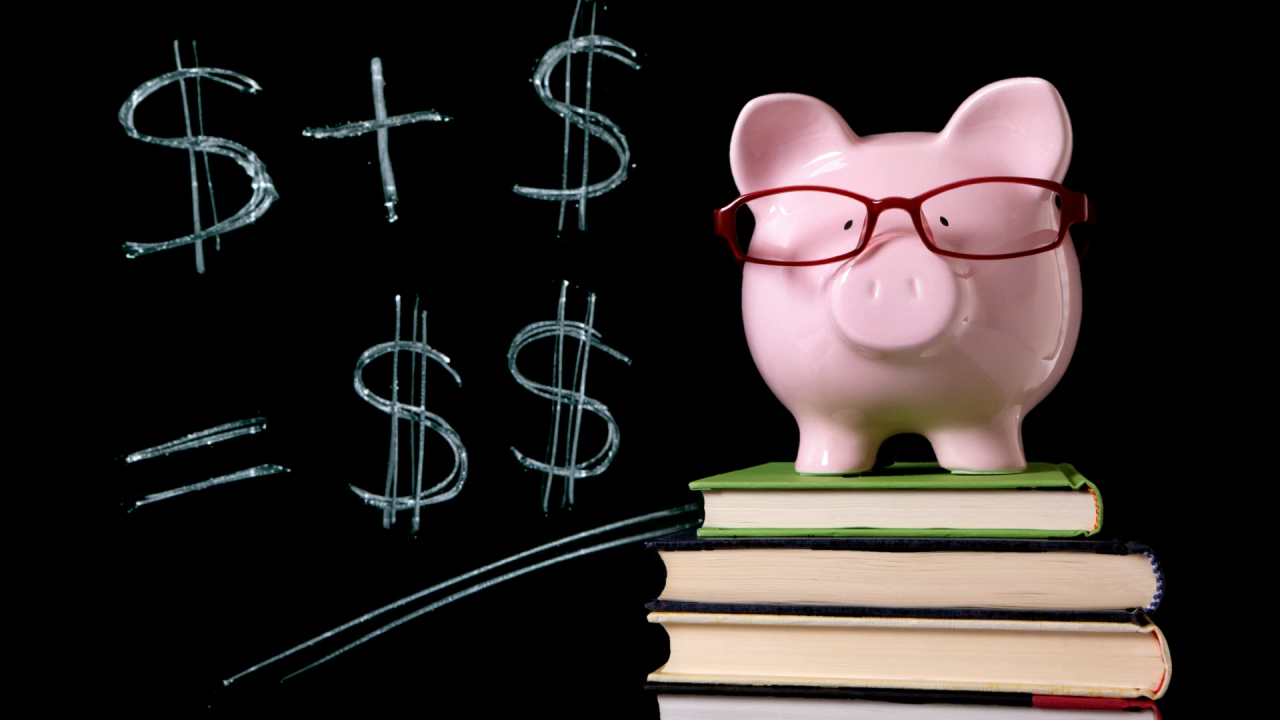 $ + $
= $ $